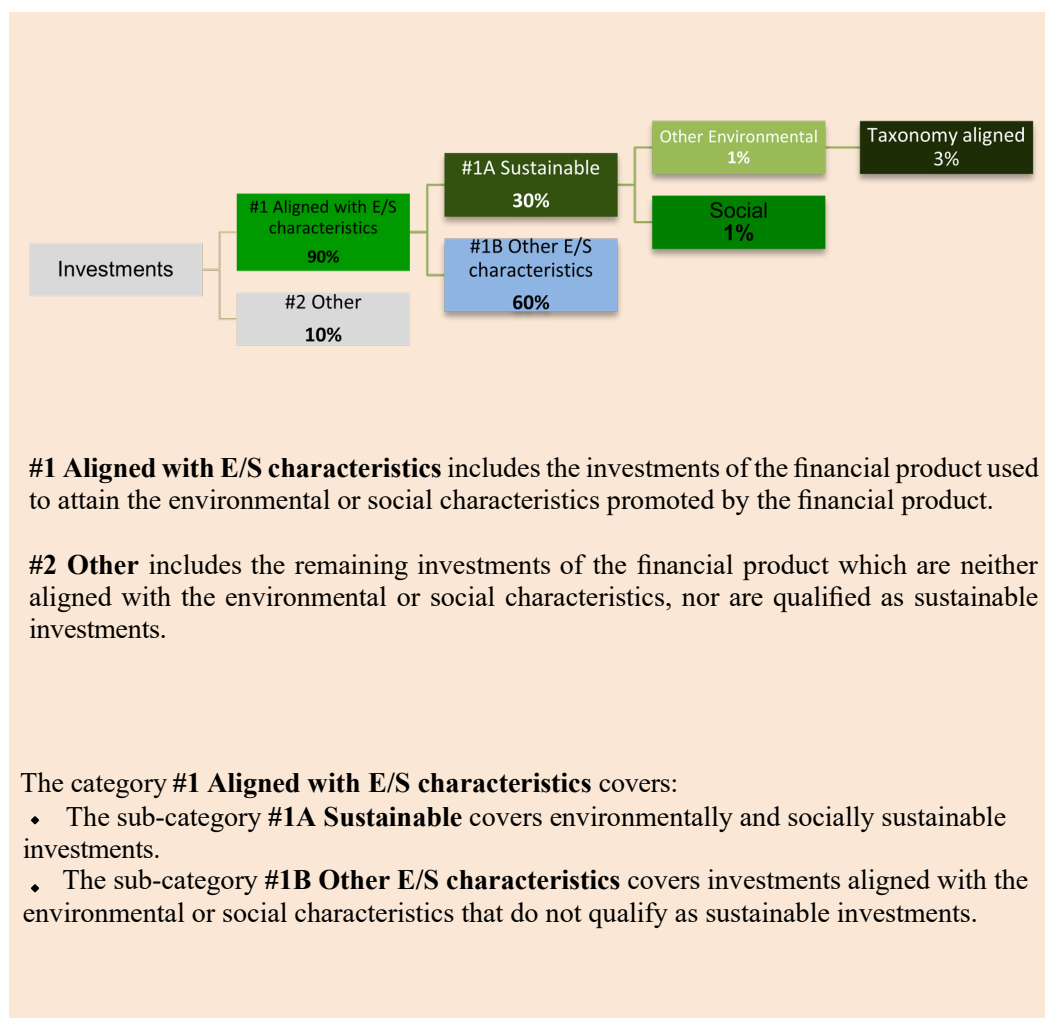 Investments
#1 Aligned with E/S
characteristics
90%
#2 Other
10%
#1A Sustainable
30%
#1B Other E/S
characteristics
60%
Other Environmental
1%
Social
1%
Taxonomy aligned
3%
#1 Aligned with E/S characteristics includes the investments of the financial product used
to attain the environmental or social characteristics promoted by the financial product.
#2 Other includes the remaining investments of the financial product which are neither
aligned with the environmental or social characteristics, nor are qualified as sustainable
investments.
The category #1 Aligned with E/S characteristics covers:
⬥ The sub-category #1A Sustainable covers environmentally and socially sustainable
investments.
⬥ The sub-category #1B Other E/S characteristics covers investments aligned with the
environmental or social characteristics that do not qualify as sustainable investments.